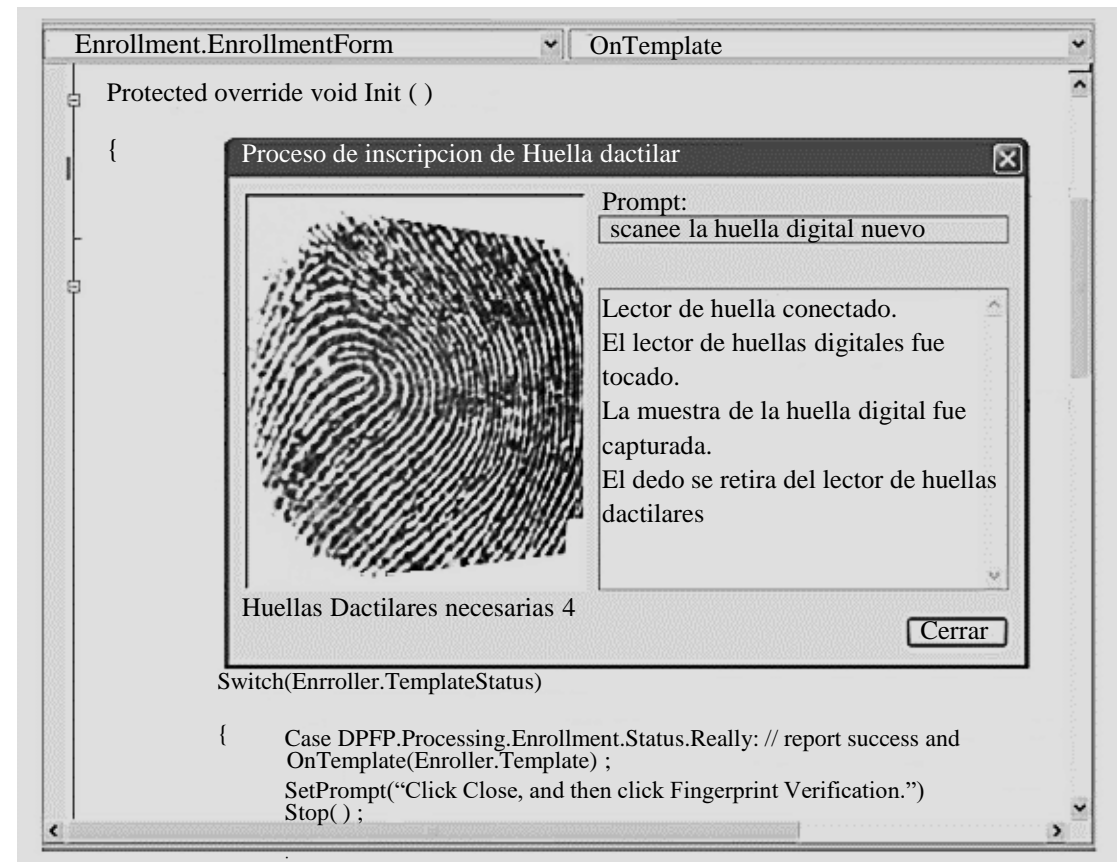 Enrollment.EnrollmentForm
OnTemplate
Protected override void Init ( )
{
Proceso de inscripcion de Huella dactilar
Prompt:
scanee la huella digital nuevo
Lector de huella conectado.
El lector de huellas digitales fue
tocado.
La muestra de la huella digital fue
capturada.
El dedo se retira del lector de huellas
dactilares
Huellas Dactilares necesarias 4
Cerrar
Switch(Enrroller.TemplateStatus)
{
Case DPFP.Processing.Enrollment.Status.Really: // report success and
OnTemplate(Enroller.Template) ;
SetPrompt(“Click Close, and then click Fingerprint Verification.”)
Stop( ) ;